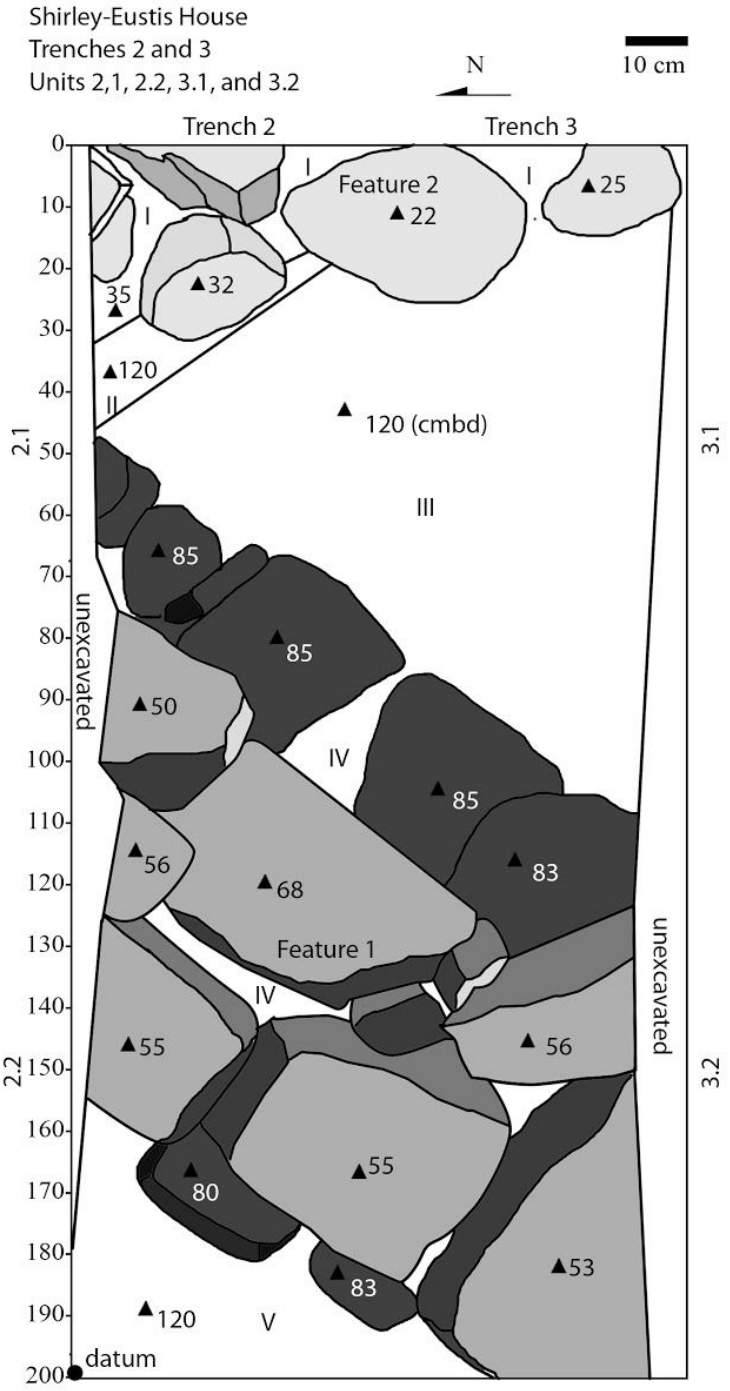 Shirley-Eustis House
Trenches 2 and 3
Units 2,1, 2.2, 3.1, and 3.2
10 cm
N
Trench 2
Trench 3
0
10
20
30
40
50
60
70
80
90
100
110
120
130
140
150
160
170
180
190
200
2.1
2.2
3.1
3.2
I
Feature 2
22
I
25
I
32
35
120
II
120 (cmbd)
III
85
85
unexcavated
50
IV
85
83
56
68
Feature 1
IV
unexcavated
55
56
55
80
53
83
120
V
datum